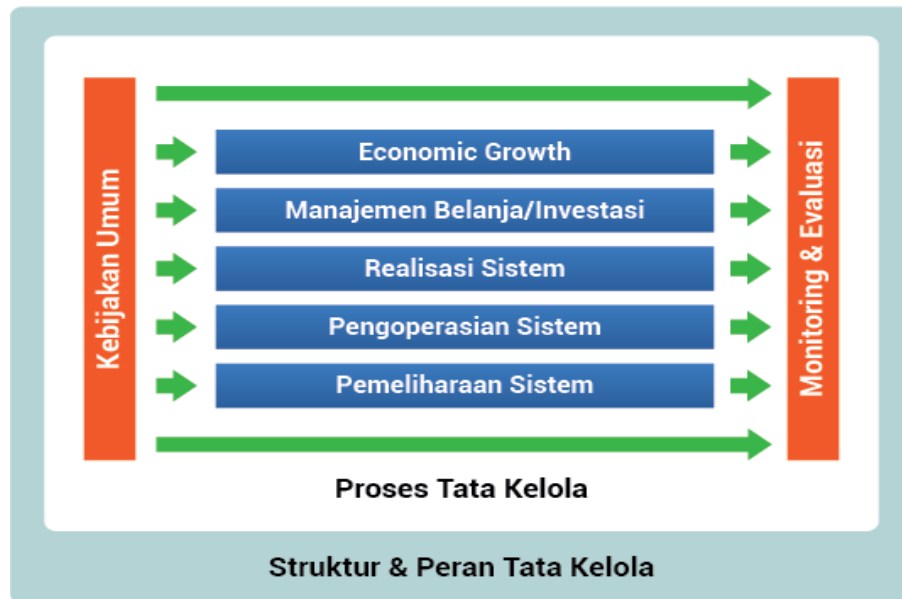 Kebijakan Umum
Economic Growth
Manajemen Belanja/Investasi
Realisasi Sistem
Pengoperasian Sistem
Pemeliharaan Sistem
Monitoring & Evaluasi
Proses Tata Kelola
Struktur & Peran Tata Kelola